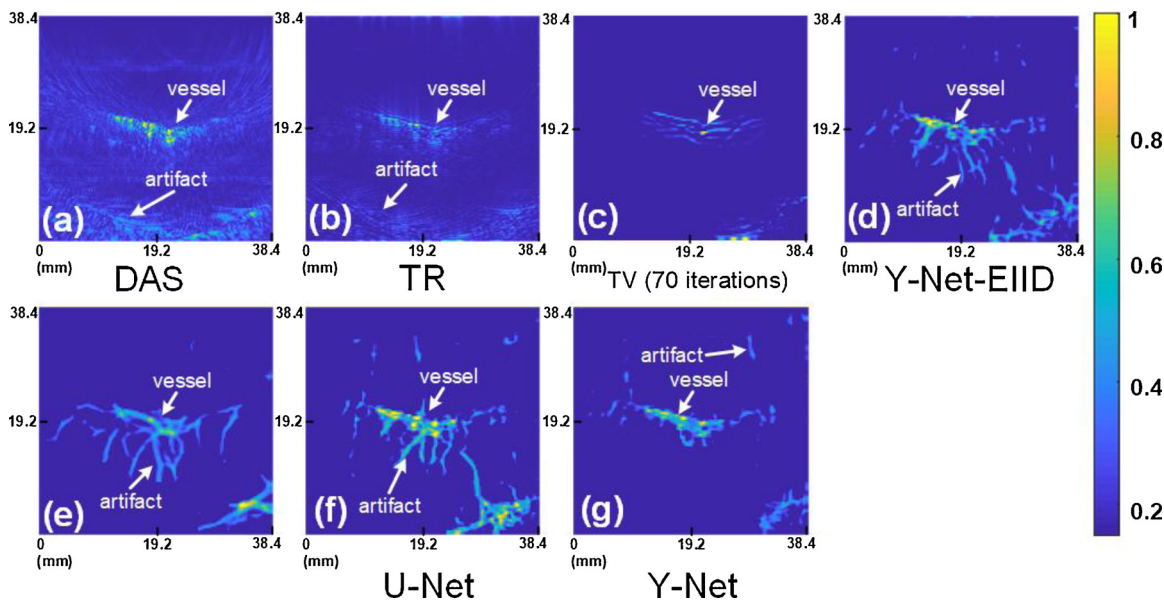 38.4
vessel
19.2
artifact
(a)
0
19.2
38.4
(mm)
DAS
38.4
vessel
19.2
artifact
(b)
0
19.2
38.4
(mm)
TR
38.4
vessel
19.2
(c)
0
19.2
38.4
(mm)
TV (70 iterations)
38.4
vessel
19.2
artifact
(d)
0
19.2
38.4
(mm)
Y-Net-EIID
38.4
vessel
19.2
artifact
(e)
0
19.2
38.4
(mm)
38.4
vessel
19.2
artifact
(f)
0
19.2
38.4
(mm)
U-Net
38.4
artifact
vessel
19.2
(g)
0
19.2
38.4
(mm)
Y-Net
1
0.8
0.6
0.4
0.2